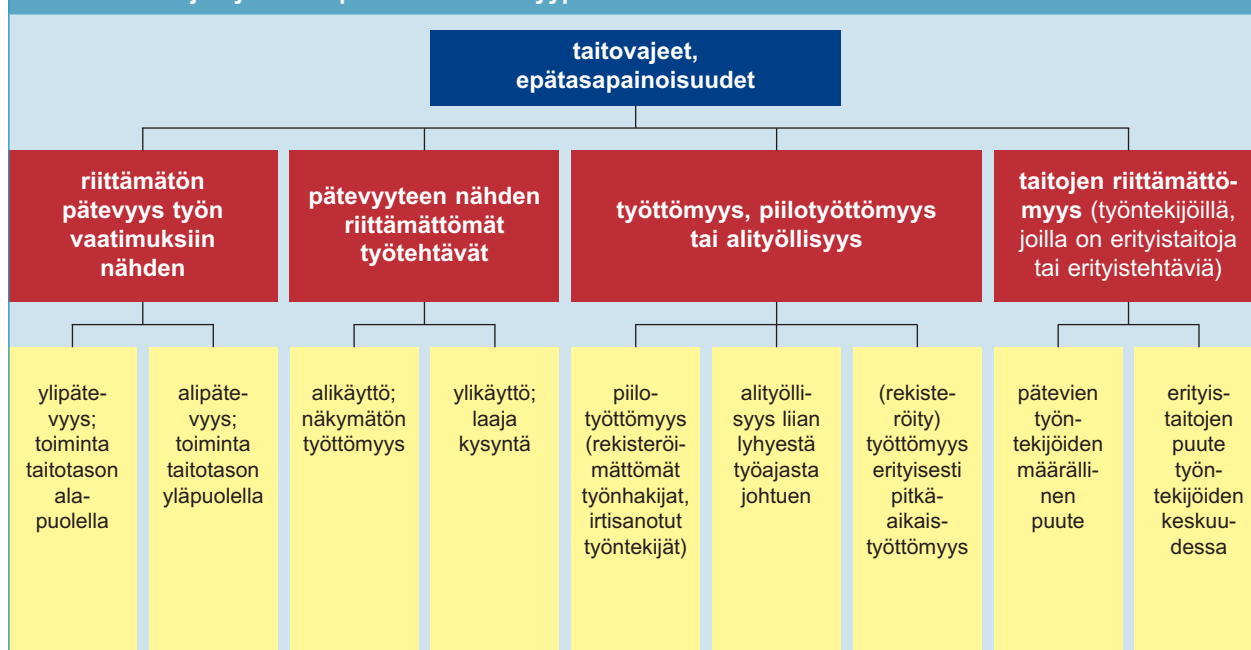 taitovajeet,
epätasapainoisuudet
riittämätön
pätevyys työn
vaatimuksiin
nähden
pätevyyteen nähden
riittämättömät
työtehtävät
työttömyys, piilotyöttömyys
tai alityöllisyys
taitojen riittämättö-
myys (työntekijöillä,
joilla on erityistaitoja
tai erityistehtäviä)
ylipäte-
vyys;
toiminta
taitotason
ala-
puolella
alipäte-
vyys;
toiminta
taitotason
yläpuolella
alikäyttö;
näkymätön
työttömyys
ylikäyttö;
laaja
kysyntä
piilo-
työttömyys
(rekisteröi-
mättömät
työnhakijat,
irtisanotut
työntekijät)
alityölli-
syys liian
lyhyestä
työajasta
johtuen
(rekiste-
röity)
työttömyys
erityisesti
pitkä-
aikais-
työttömyys
pätevien
työn-
tekijöiden
määrälli-
nen
puute
erityis-
taitojen
puute
työn-
tekijöiden
keskuu-
dessa